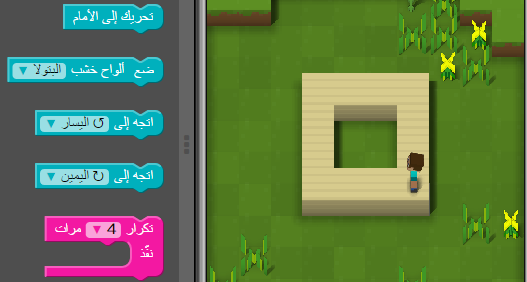 تحريك إلى الأمام
ضع ألواح خشب البتولا
اتجه إلى اليسار
اتجه إلى اليمين
تكرار 4 مرات
نفّذ